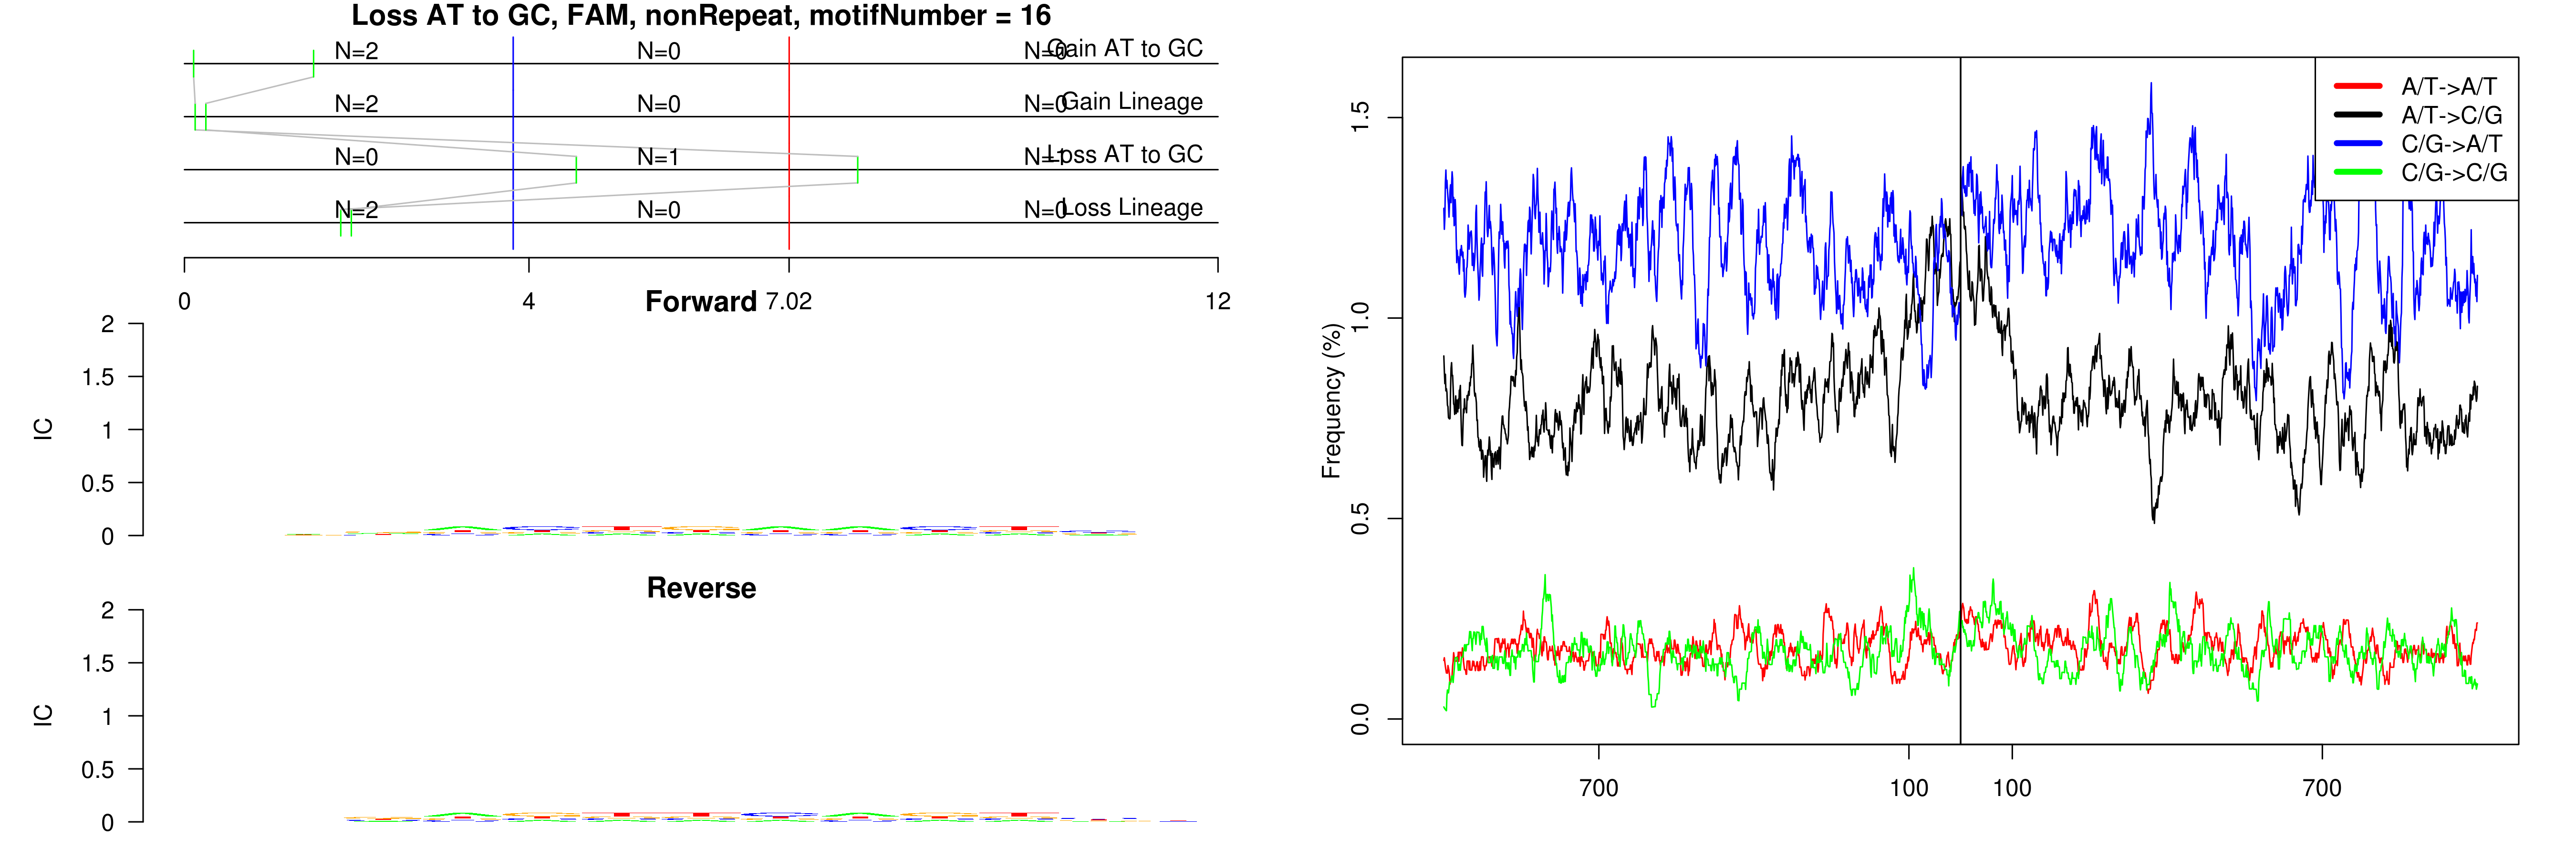 Loss AT to GC, FAM, nonRepeat, motifNumber = 16
N=2 N=0 N=0 Gain AT to GC
N=2 N=0 N=0 Gain Lineage
N=0 N=1 N=1 Loss AT to GC
N=2 N=0 N=0 Loss Lineage
0 4 7.02 12
Forward
2
1.5
1
0.5
0
IC
Reverse
2
1.5
1
0.5
0
IC
A/T->A/T
A/T->C/G
C/G->A/T
C/G->C/G
1.5
1.0
0.5
0.0
Frequency (%)
700 100 100 700